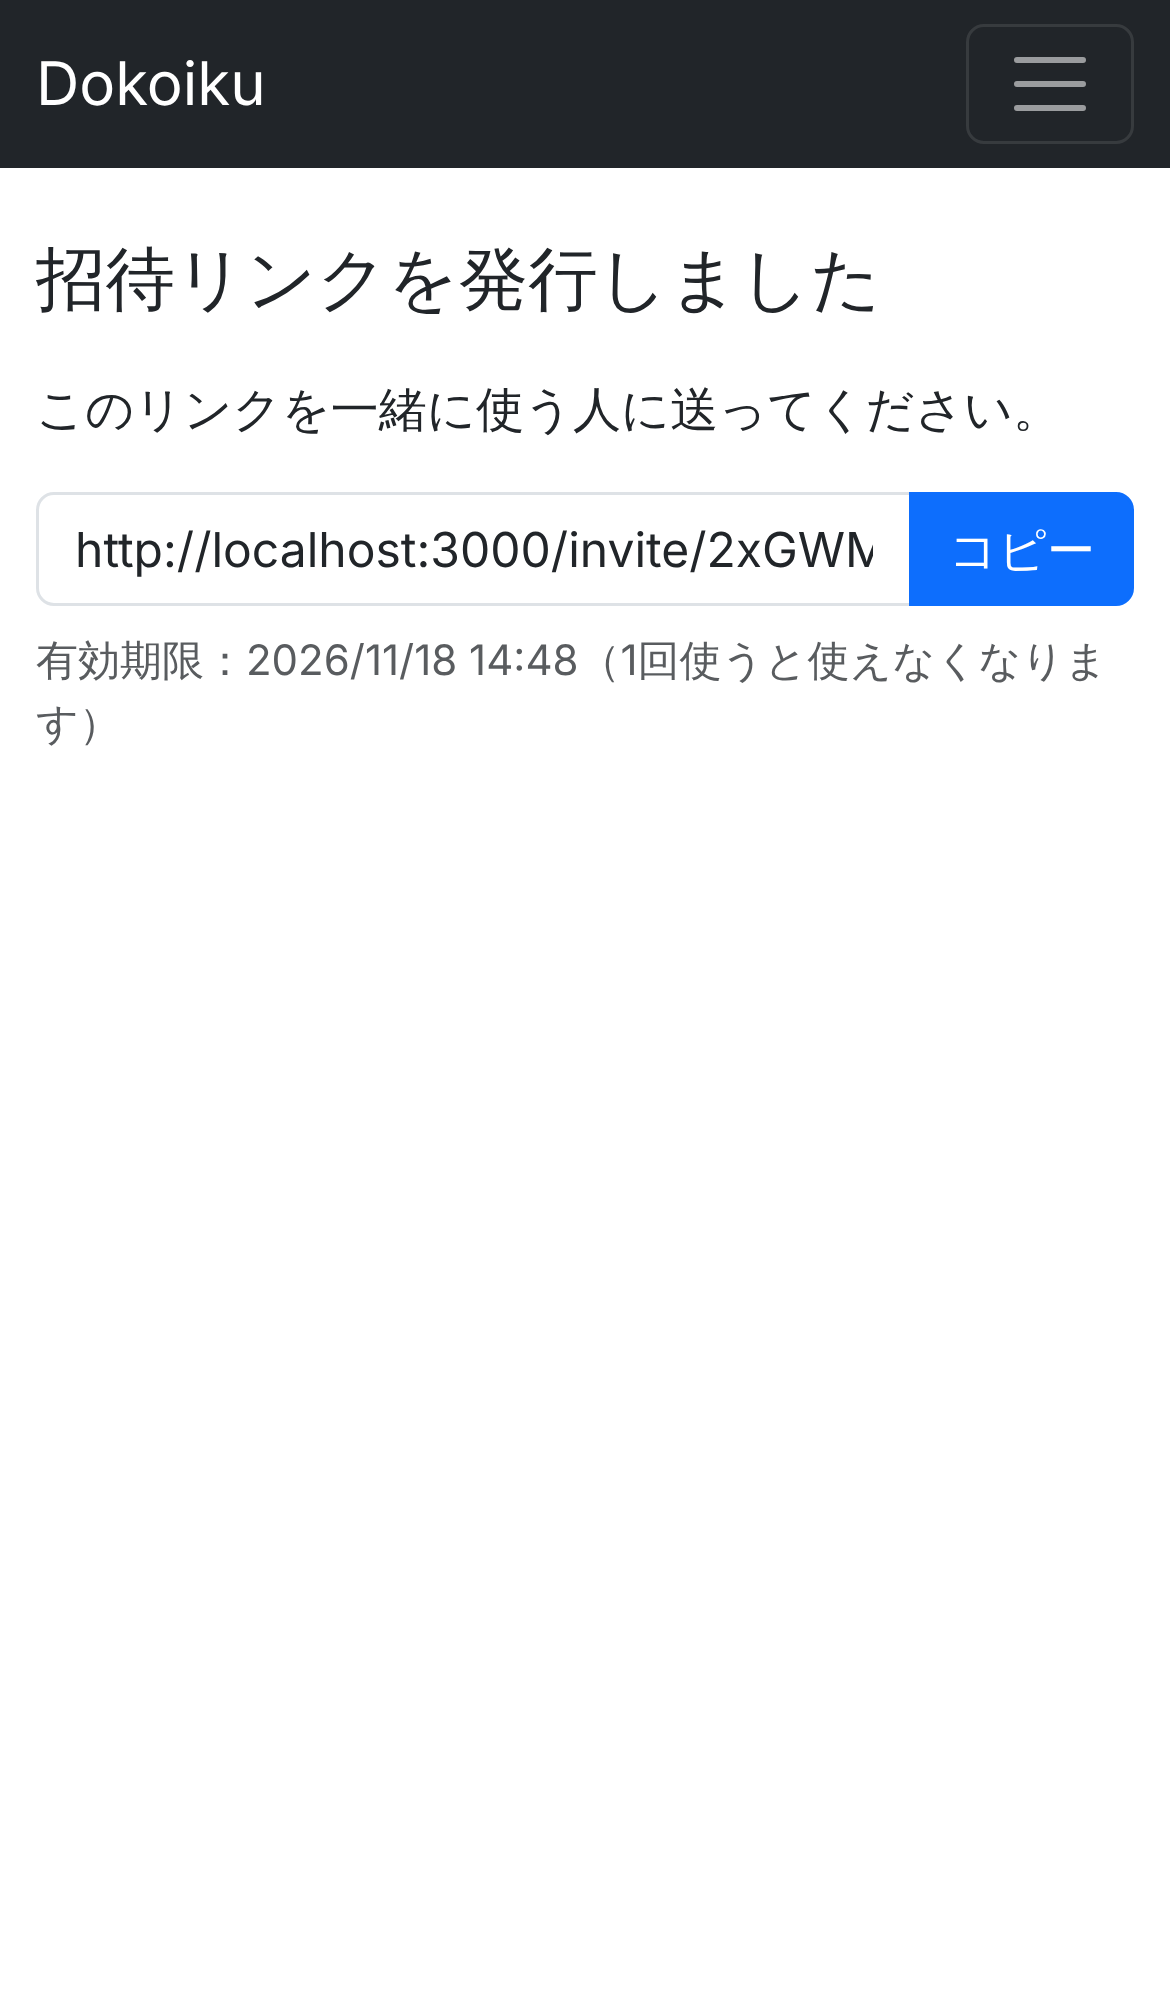 Dokoiku
招待リンクを発行しました
このリンクを一緒に使う人に送ってください。
http://localhost:3000/invite/2xGWM
コピー
有効期限：2026/11/18 14:48（1回使うと使えなくなりま
す）